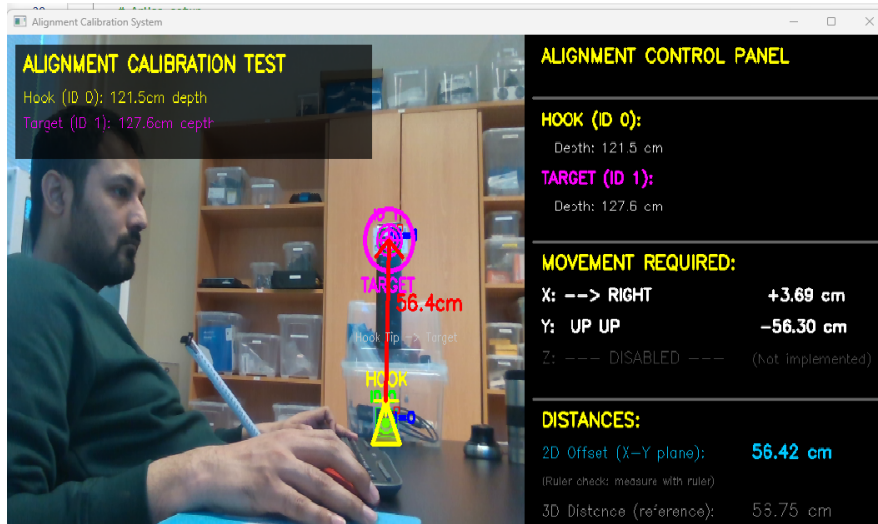 Alignment Calibration System
ALIGNMENT CALIBRATION TEST
Hook (ID 0): 121.5cm depth
Target (ID 1): 127.6cm depth
TARGET
56.4cm
Hook Tip --> Target
HOOK
ALIGNMENT CONTROL PANEL
HOOK (ID 0):
Depth: 121.5 cm
TARGET (ID 1):
Depth: 127.6 cm
MOVEMENT REQUIRED:
X: --> RIGHT +3.69 cm
Y: UP UP -56.30 cm
Z: --- DISABLED --- (Not implemented)
DISTANCES:
2D Offset (X-Y plane): 56.42 cm
(Ruler check: measure with ruler)
3D Distance (reference): 56.75 cm